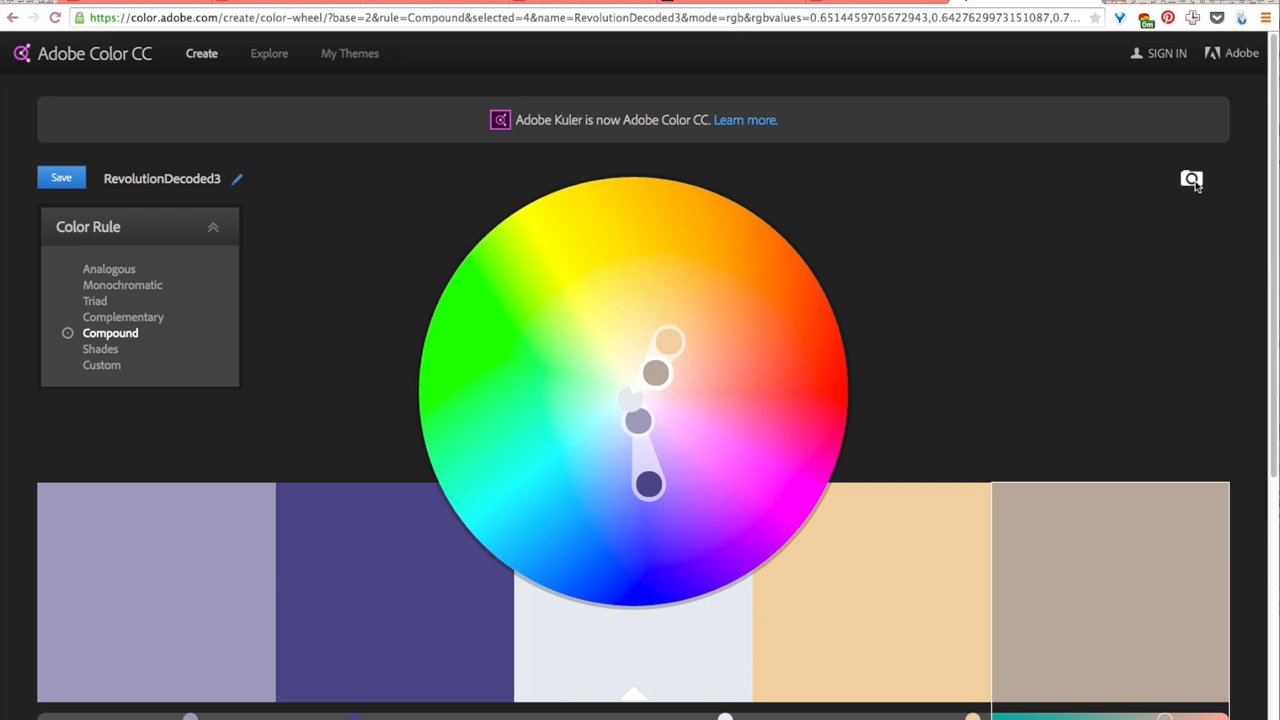 https://color.adobe.com/create/color-wheel/?base=2&rule=Compound&selected=4&name=RevolutionDecoded3&mode=rgb&rgbvalues=0.6514459705672943,0.6427629935151087,0.7...
0m
Adobe Color CC
Create
Explore
My Themes
SIGN IN
Adobe
Adobe Kuler is now Adobe Color CC. Learn more.
Save
RevolutionDecoded3
Color Rule
Analogous
Monochromatic
Triad
Complementary
Compound
Shades
Custom